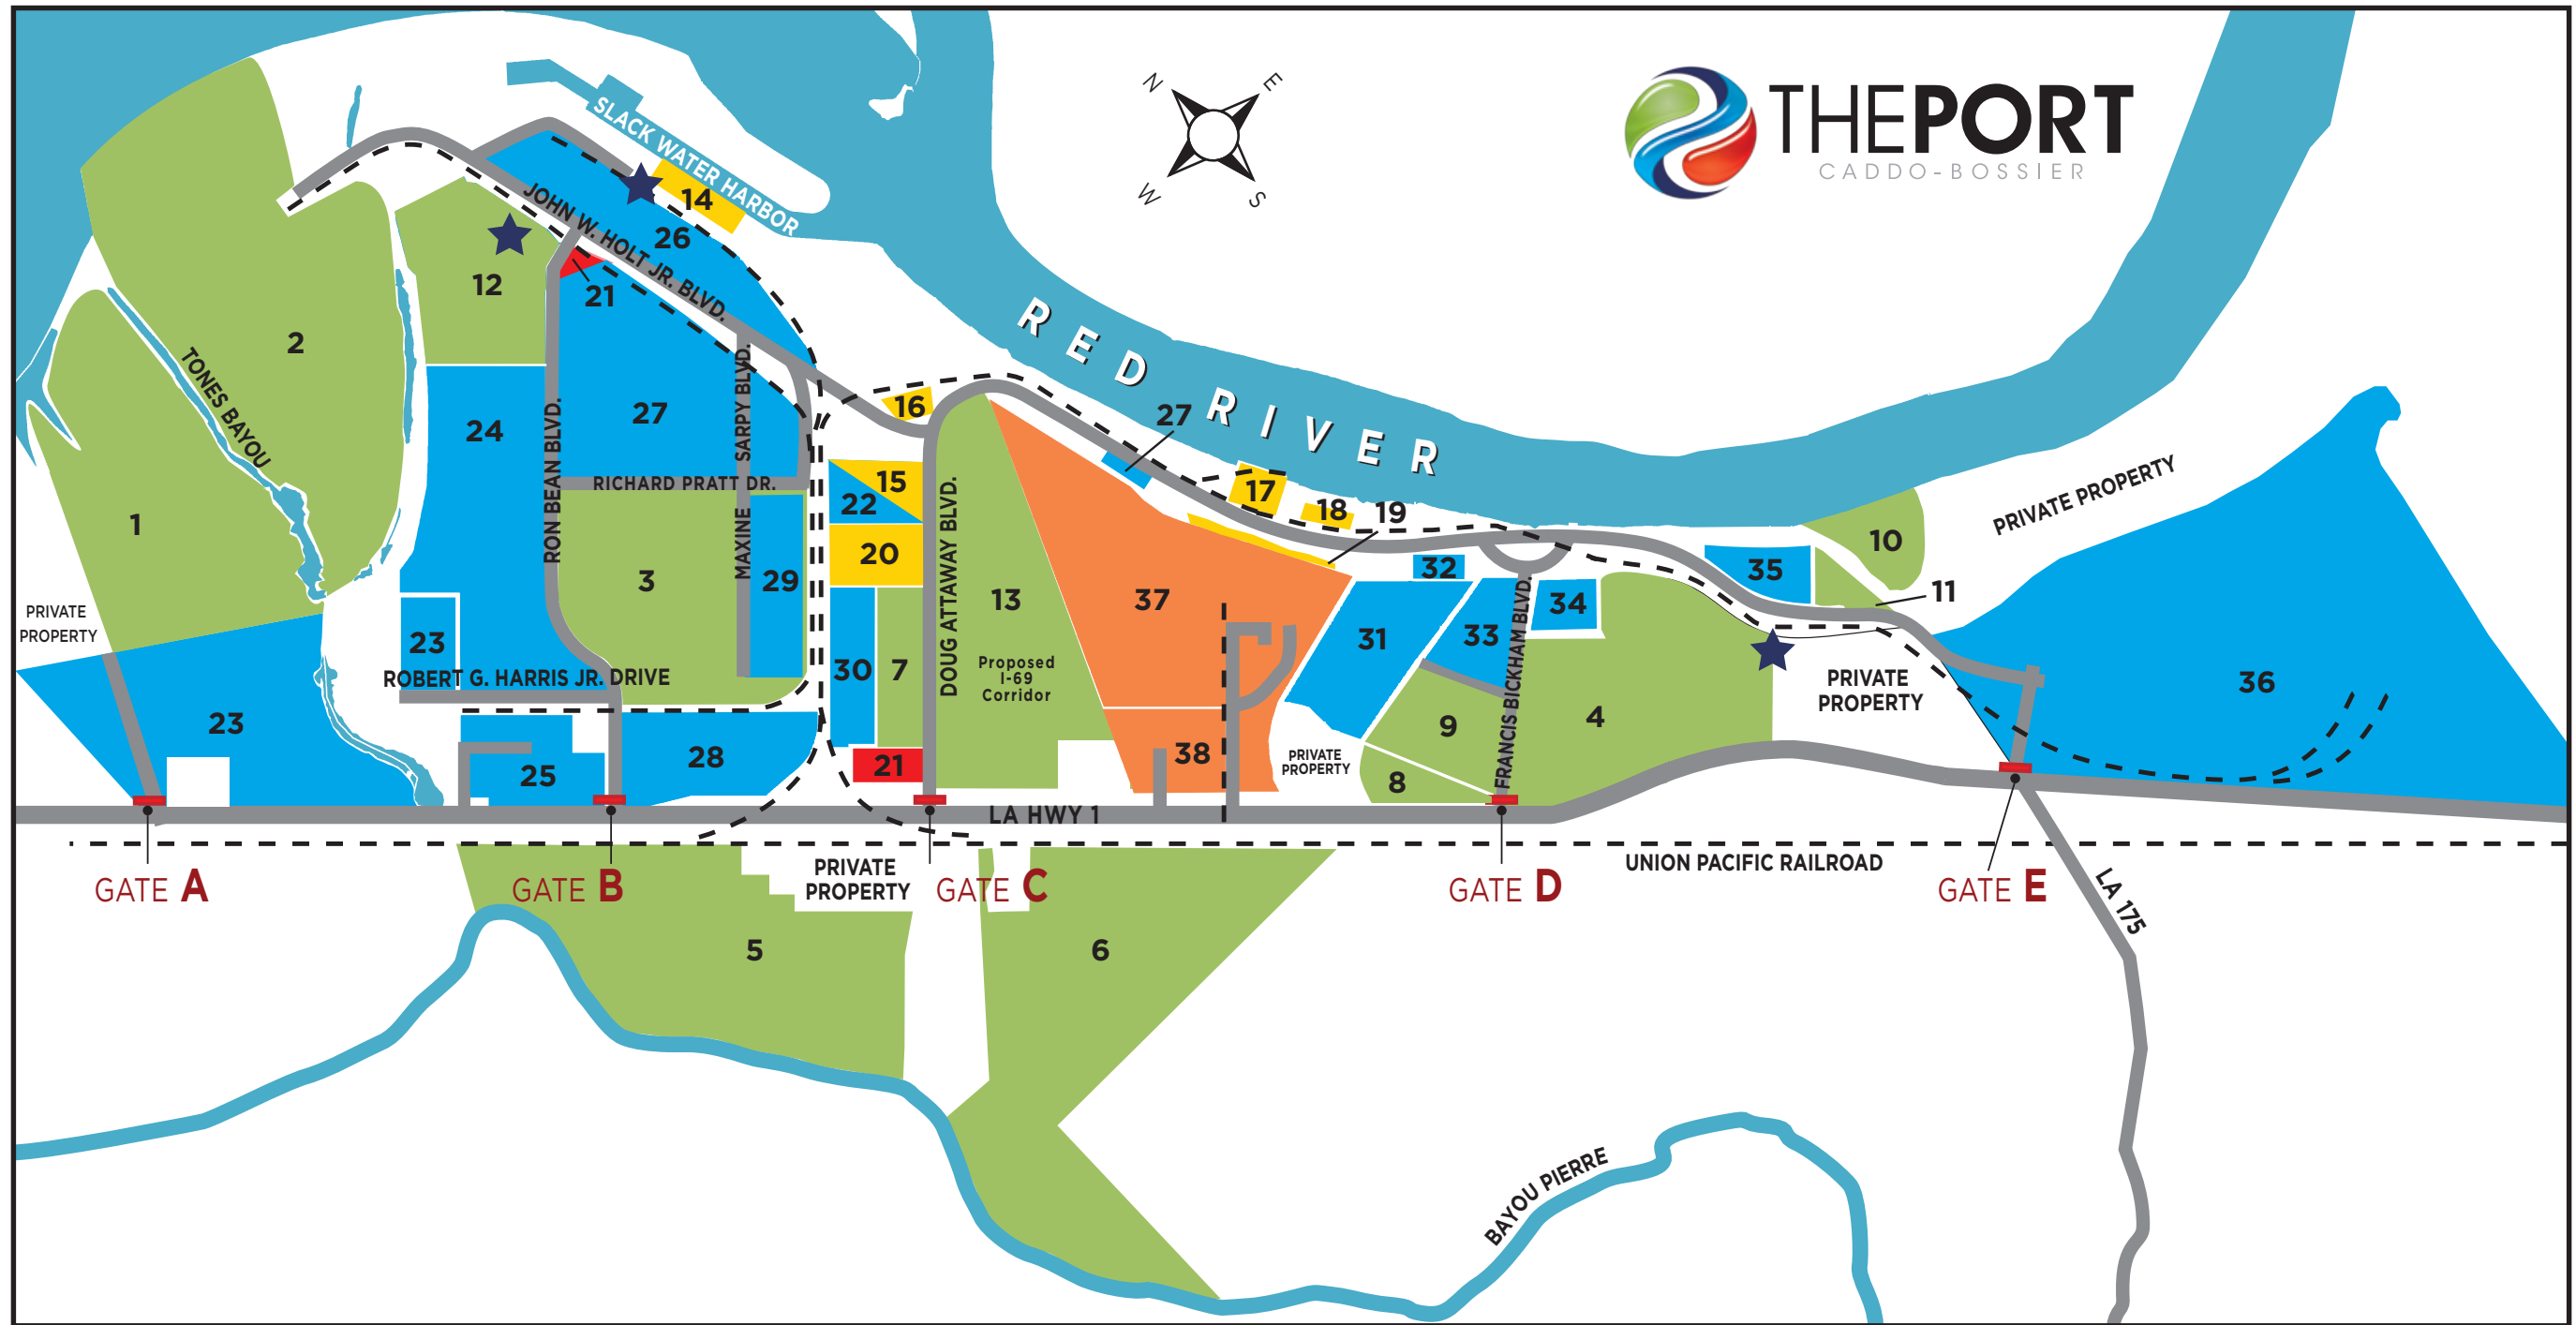 N
E
W
S
THEPORT
CADDO-BOSSIER
SLACK WATER HARBOR
14
JOHN W. HOLT JR. BLVD.
26
12
21
2
TONES BAYOU
RED RIVER
24
27
RON BEAN BLVD.
MAXINE SARPY BLVD.
16
27
RICHARD PRATT DR.
15
22
17
18
19
1
20
DOUG ATTAWAY BLVD.
PRIVATE PROPERTY
10
3
29
13
37
32
35
11
PRIVATE
PROPERTY
34
23
31
33
FRANCIS BICKHAM BLVD.
30
7
Proposed
I-69
Corridor
ROBERT G. HARRIS JR. DRIVE
PRIVATE
PROPERTY
36
23
4
9
28
38
PRIVATE
PROPERTY
25
21
8
LA HWY 1
PRIVATE
PROPERTY
UNION PACIFIC RAILROAD
GATE A
GATE B
GATE C
GATE D
GATE E
LA 175
5
6
BAYOU PIERRE